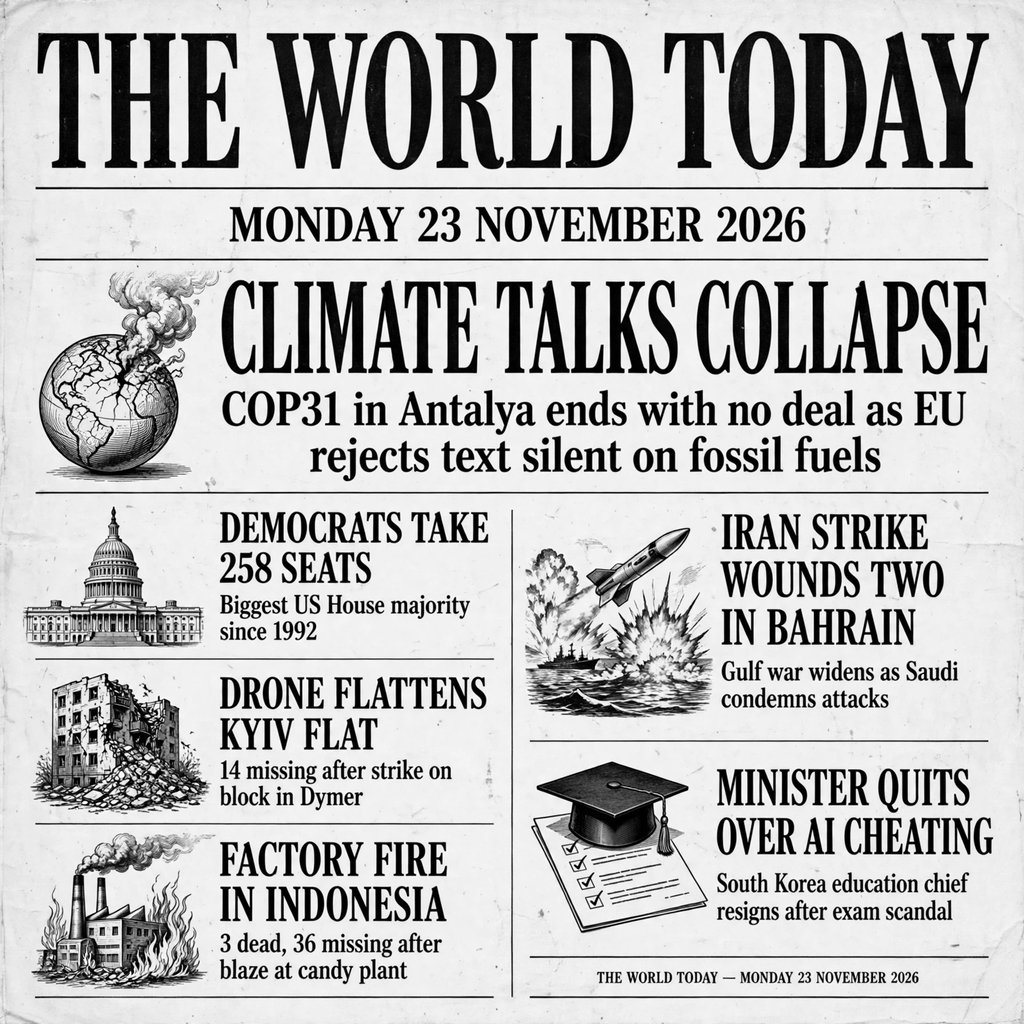 THE WORLD TODAY
MONDAY 23 NOVEMBER 2026
CLIMATE TALKS COLLAPSE
COP31 in Antalya ends with no deal as EU
rejects text silent on fossil fuels
DEMOCRATS TAKE
258 SEATS
Biggest US House majority
since 1992
DRONE FLATTENS
KYIV FLAT
14 missing after strike on
block in Dymer
FACTORY FIRE
IN INDONESIA
3 dead, 36 missing after
blaze at candy plant
IRAN STRIKE
WOUNDS TWO
IN BAHRAIN
Gulf war widens as Saudi
condemns attacks
MINISTER QUITS
OVER AI CHEATING
South Korea education chief
resigns after exam scandal
THE WORLD TODAY — MONDAY 23 NOVEMBER 2026